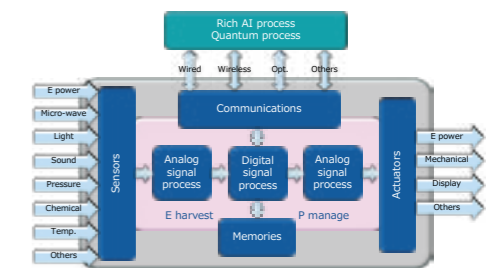 Rich AI process
Quantum process
Wired
Wireless
Opt.
Others
E power
Micro-wave
Light
Sound
Pressure
Chemical
Temp.
Others
Sensors
Communications
Analog
signal
process
Digital
signal
process
Analog
signal
process
E harvest
P manage
Memories
Actuators
E power
Mechanical
Display
Others